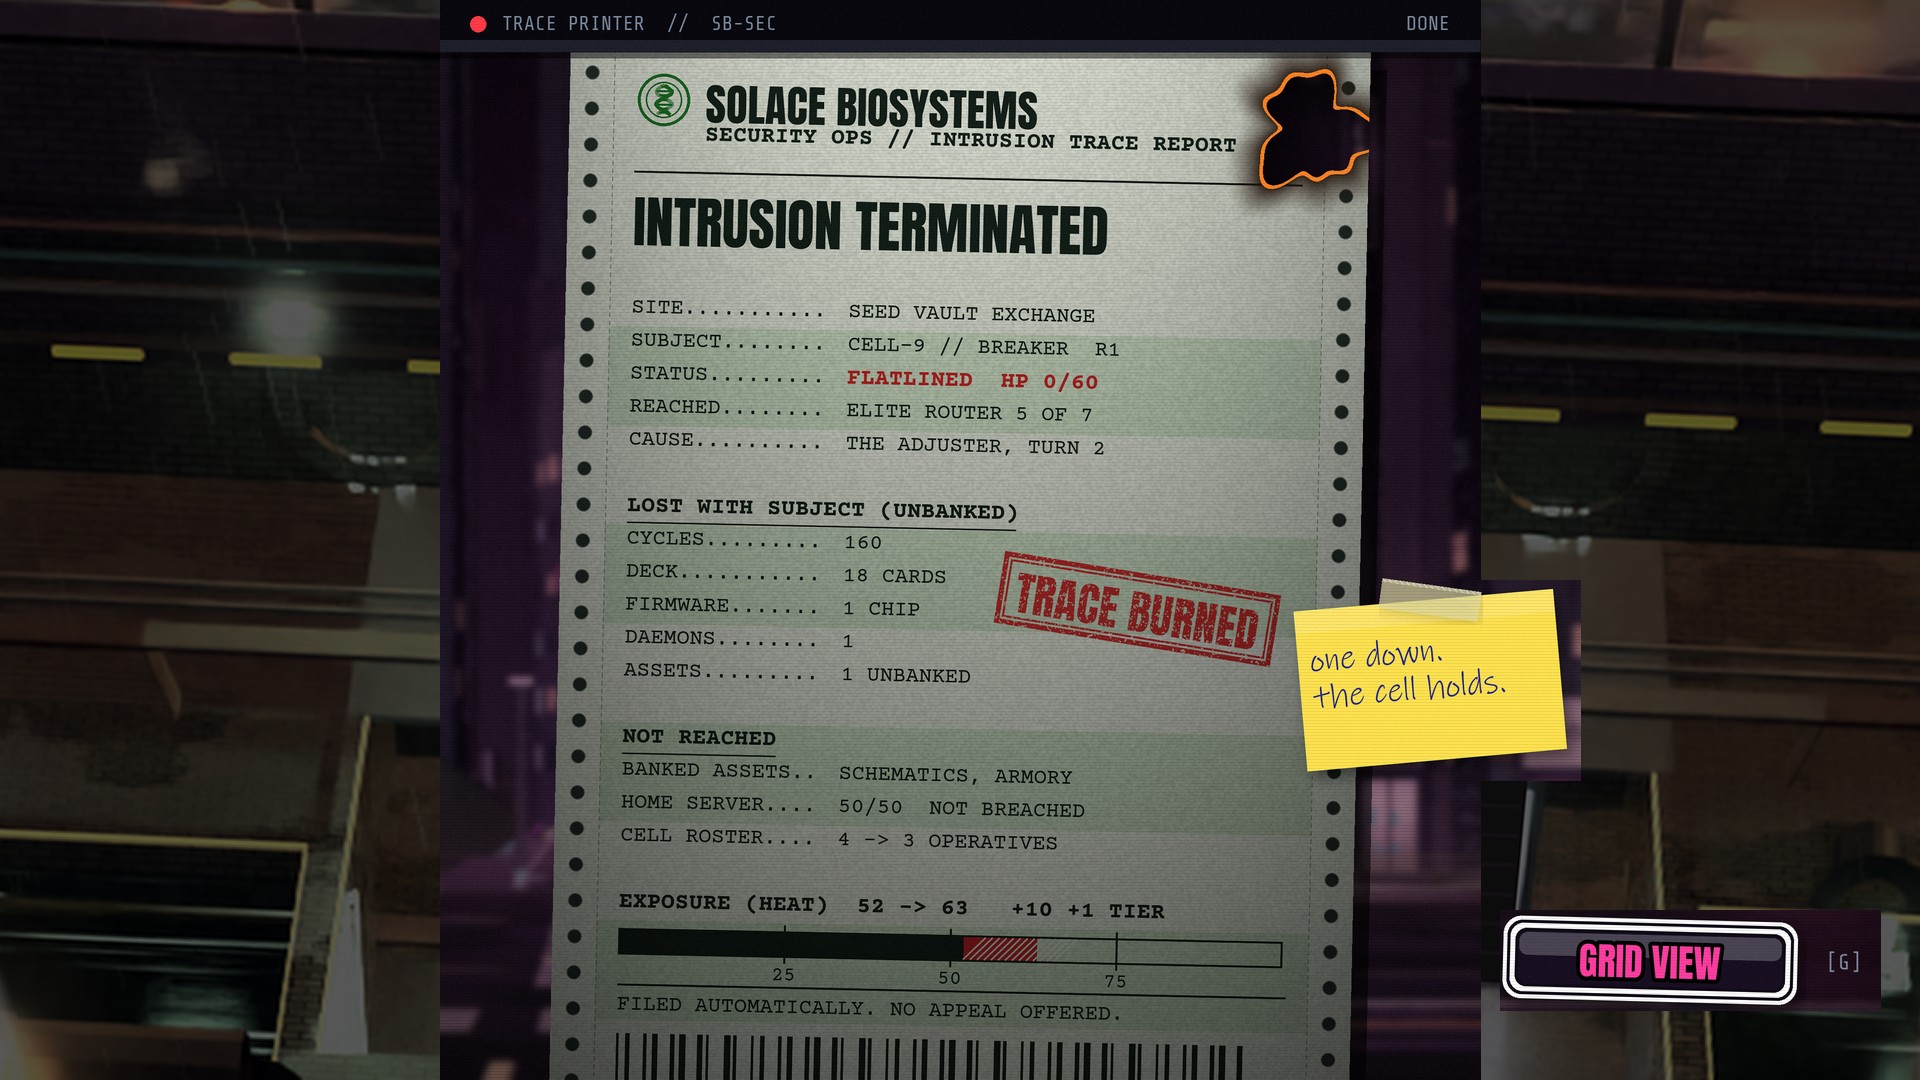 TRACE PRINTER // SB-SEC
DONE
SOLACE BIOSYSTEMS
SECURITY OPS // INTRUSION TRACE REPORT
INTRUSION TERMINATED
SITE........... SEED VAULT EXCHANGE
SUBJECT........ CELL-9 // BREAKER R1
STATUS......... FLATLINED HP 0/60
REACHED........ ELITE ROUTER 5 OF 7
CAUSE.......... THE ADJUSTER, TURN 2
LOST WITH SUBJECT (UNBANKED)
CYCLES......... 160
DECK........... 18 CARDS
FIRMWARE....... 1 CHIP
DAEMONS........ 1
ASSETS......... 1 UNBANKED
TRACE BURNED
one down.
the cell holds.
NOT REACHED
BANKED ASSETS.. SCHEMATICS, ARMORY
HOME SERVER.... 50/50 NOT BREACHED
CELL ROSTER.... 4 -> 3 OPERATIVES
EXPOSURE (HEAT) 52 -> 63 +10 +1 TIER
25 50 75
FILED AUTOMATICALLY. NO APPEAL OFFERED.
GRID VIEW [G]